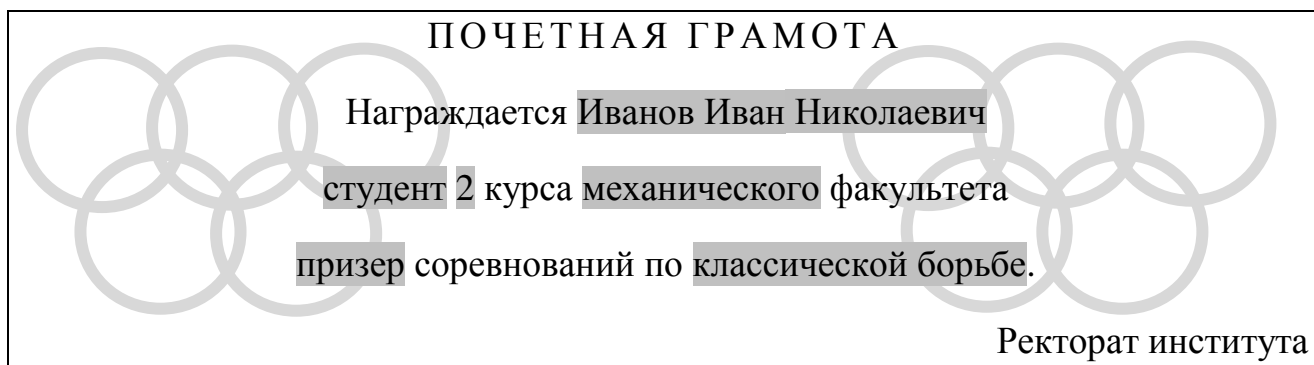 ПОЧЕТНАЯ ГРАМОТА
Награждается Иванов Иван Николаевич
студент 2 курса механического факультета
призер соревнований по классической борьбе.
Ректорат института